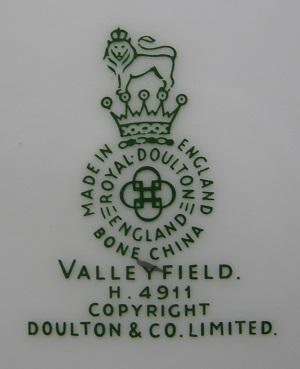 MADE IN ENGLAND
BONE CHINA
ROYAL·DOULTON
ENGLAND
VALLEYFIELD.
H. 4911
COPYRIGHT
DOULTON & CO. LIMITED.